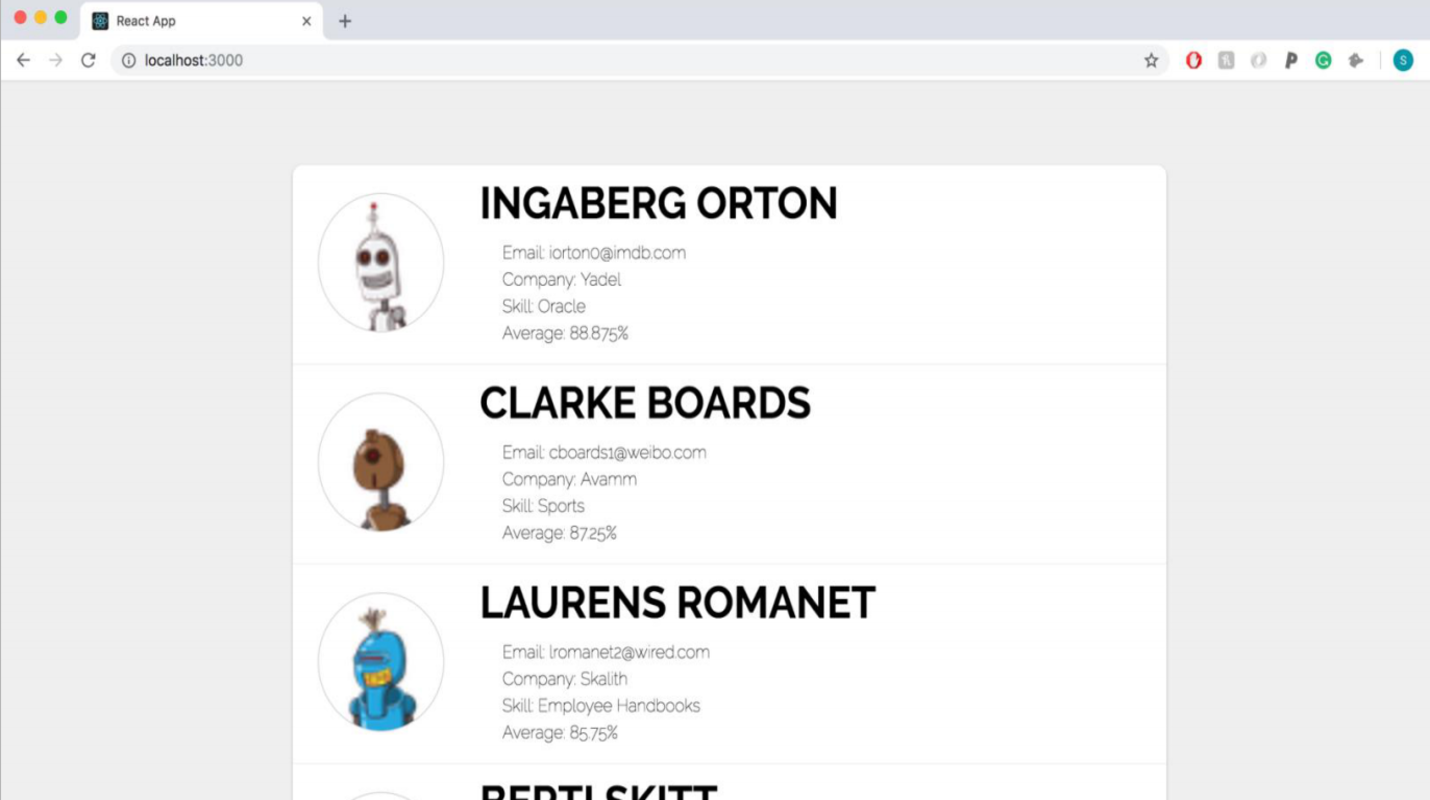 React App
localhost:3000
S
INGABERG ORTON
Email: iorton0@imdb.com
Company: Yadel
Skill: Oracle
Average: 88.875%
CLARKE BOARDS
Email: cboards1@weibo.com
Company: Avamm
Skill: Sports
Average: 87.25%
LAURENS ROMANET
Email: lromanet2@wired.com
Company: Skalith
Skill: Employee Handbooks
Average: 85.75%
BERTI SKITT